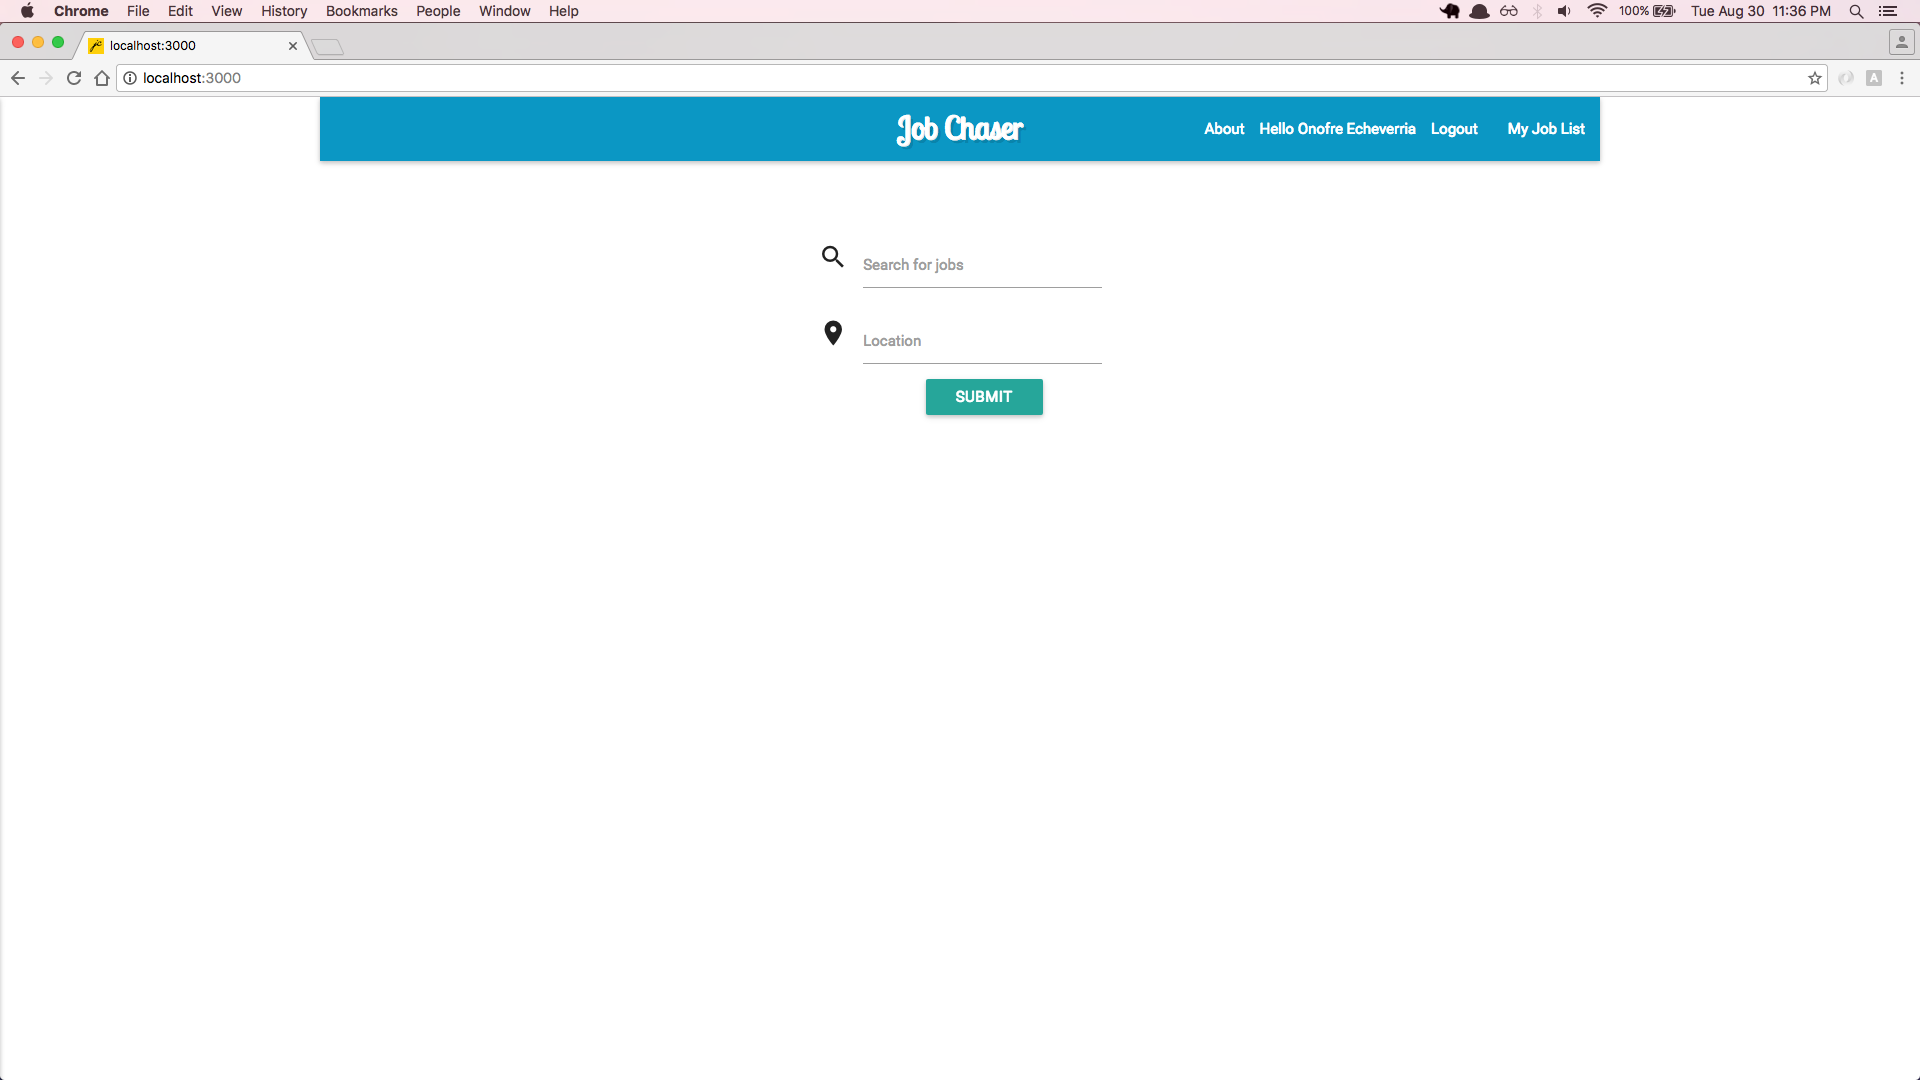 Chrome File Edit View History Bookmarks People Window Help 100% Tue Aug 30 11:36 PM
localhost:3000
localhost:3000 A
Job Chaser About Hello Onofre Echeverria Logout My Job List
Search for jobs
Location
SUBMIT